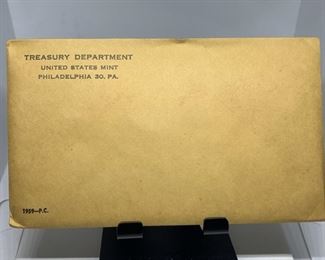 TREASURY DEPARTMENT
UNITED STATES MINT
PHILADELPHIA 30, PA.
1959—P.C.